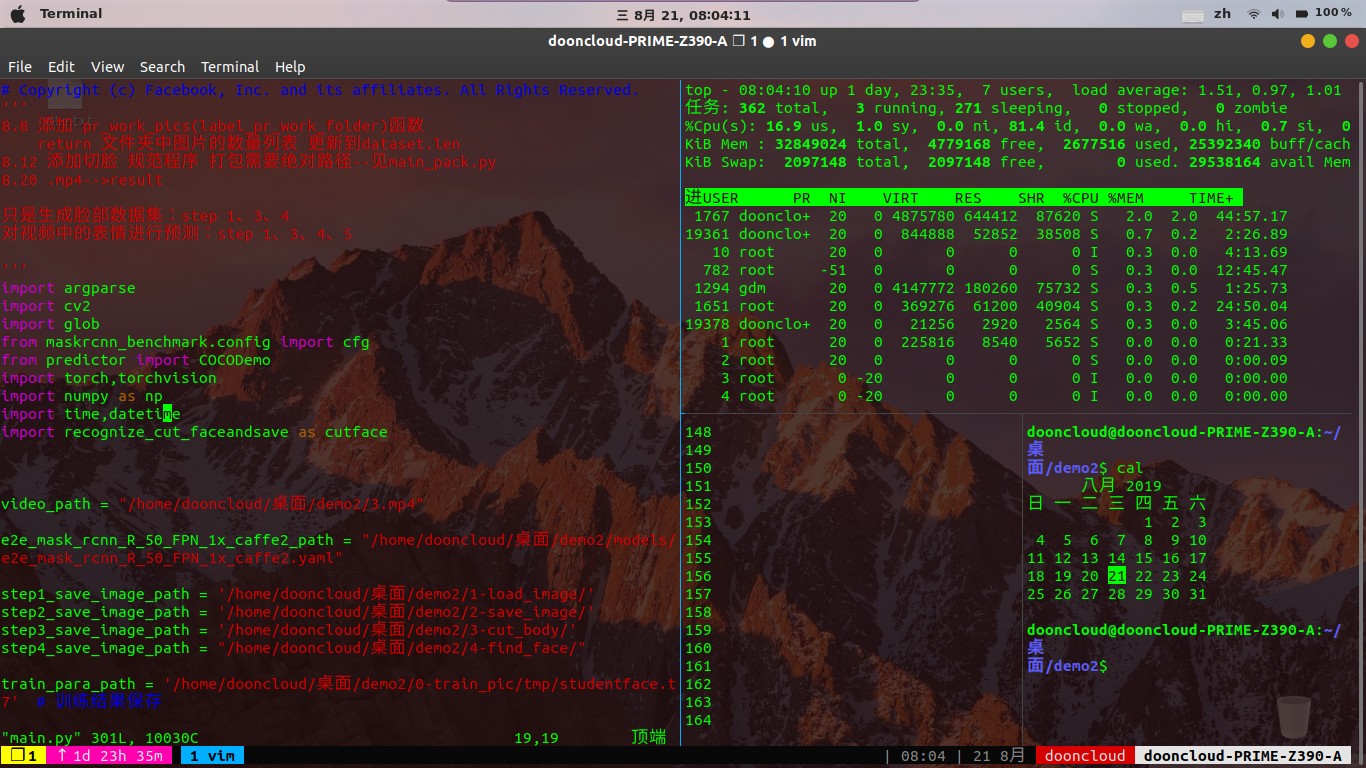 Terminal
三 8月 21, 08:04:11
zh
100%
dooncloud-PRIME-Z390-A ❐ 1 ● 1 vim
File Edit View Search Terminal Help
# Copyright (c) Facebook, Inc. and its affiliates. All Rights Reserved.
'''
8.8 添加 pr_work_pics(label_pr_work_folder)函数
return 文件夹中图片的数量列表 更新到dataset.len
8.12 添加切脸 规范程序 打包需要绝对路径--见main_pack.py
8.20 .mp4-->result
只是生成脸部数据集：step 1、3、4
对视频中的表情进行预测：step 1、3、4、5
'''
import argparse
import cv2
import glob
from maskrcnn_benchmark.config import cfg
from predictor import COCODemo
import torch,torchvision
import numpy as np
import time,datetime
import recognize_cut_faceandsave as cutface
video_path = "/home/dooncloud/桌面/demo2/3.mp4"
e2e_mask_rcnn_R_50_FPN_1x_caffe2_path = "/home/dooncloud/桌面/demo2/models/
e2e_mask_rcnn_R_50_FPN_1x_caffe2.yaml"
step1_save_image_path = '/home/dooncloud/桌面/demo2/1-load_image/'
step2_save_image_path = '/home/dooncloud/桌面/demo2/2-save_image/'
step3_save_image_path = '/home/dooncloud/桌面/demo2/3-cut_body/'
step4_save_image_path = "/home/dooncloud/桌面/demo2/4-find_face/"
train_para_path = '/home/dooncloud/桌面/demo2/0-train_pic/tmp/studentface.t
7' # 训练结果保存
"main.py" 301L, 10030C 19,19 顶端
top - 08:04:10 up 1 day, 23:35, 7 users, load average: 1.51, 0.97, 1.01
任务: 362 total, 3 running, 271 sleeping, 0 stopped, 0 zombie
%Cpu(s): 16.9 us, 1.0 sy, 0.0 ni, 81.4 id, 0.0 wa, 0.0 hi, 0.7 si, 0
KiB Mem : 32849024 total, 4779168 free, 2677516 used, 25392340 buff/cach
KiB Swap: 2097148 total, 2097148 free, 0 used. 29538164 avail Mem
进USER PR NI VIRT RES SHR %CPU %MEM TIME+
1767 doonclo+ 20 0 4875780 644412 87620 S 2.0 2.0 44:57.17
19361 doonclo+ 20 0 844888 52852 38508 S 0.7 0.2 2:26.89
10 root 20 0 0 0 0 I 0.3 0.0 4:13.69
782 root -51 0 0 0 0 S 0.3 0.0 12:45.47
1294 gdm 20 0 4147772 180260 75732 S 0.3 0.5 1:25.73
1651 root 20 0 369276 61200 40904 S 0.3 0.2 24:50.04
19378 doonclo+ 20 0 21256 2920 2564 S 0.3 0.0 3:45.06
1 root 20 0 225816 8540 5652 S 0.0 0.0 0:21.33
2 root 20 0 0 0 0 S 0.0 0.0 0:00.09
3 root 0 -20 0 0 0 I 0.0 0.0 0:00.00
4 root 0 -20 0 0 0 I 0.0 0.0 0:00.00
148
149
150
151
152
153
154
155
156
157
158
159
160
161
162
163
164
dooncloud@dooncloud-PRIME-Z390-A:~/
桌
面/demo2$ cal
八月 2019
日 一 二 三 四 五 六
1 2 3
4 5 6 7 8 9 10
11 12 13 14 15 16 17
18 19 20 21 22 23 24
25 26 27 28 29 30 31
dooncloud@dooncloud-PRIME-Z390-A:~/
桌
面/demo2$
❐ 1 ↑ 1d 23h 35m 1 vim | 08:04 | 21 8月 dooncloud dooncloud-PRIME-Z390-A